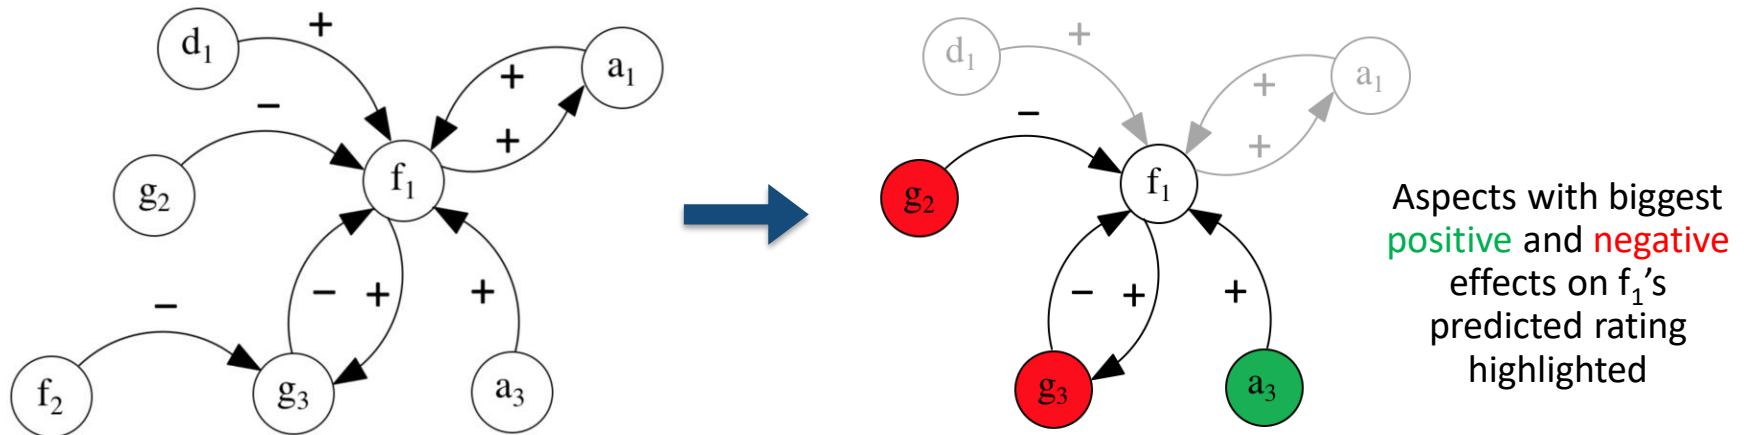 d₁
+
a₁
+
+
−
g₂
f₁
−
+
+
−
f₂
g₃
a₃
d₁
+
a₁
+
+
−
g₂
f₁
−
+
+
g₃
a₃
Aspects with biggest
positive and negative
effects on f₁’s
predicted rating
highlighted